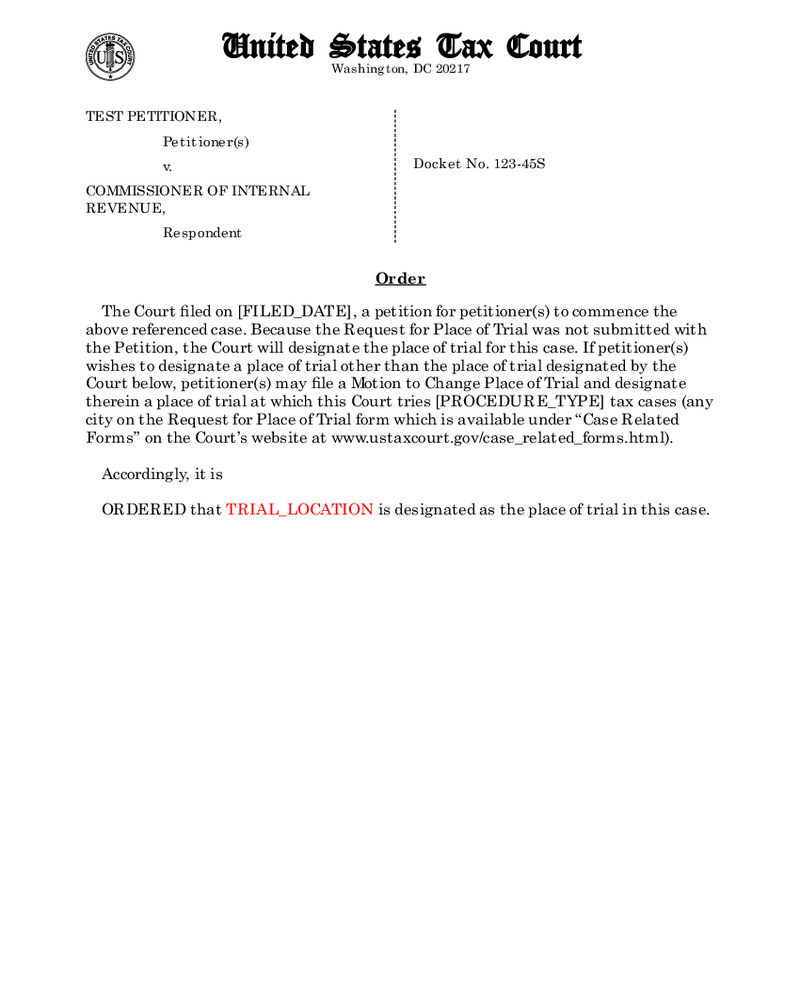 United States Tax Court
Washington, DC 20217
UNITED STATES TAX COURT
US
TEST PETITIONER,
Petitioner(s)
v.
COMMISSIONER OF INTERNAL
REVENUE,
Respondent
Docket No. 123-45S
Order
The Court filed on [FILED_DATE], a petition for petitioner(s) to commence the
above referenced case. Because the Request for Place of Trial was not submitted with
the Petition, the Court will designate the place of trial for this case. If petitioner(s)
wishes to designate a place of trial other than the place of trial designated by the
Court below, petitioner(s) may file a Motion to Change Place of Trial and designate
therein a place of trial at which this Court tries [PROCEDURE_TYPE] tax cases (any
city on the Request for Place of Trial form which is available under “Case Related
Forms” on the Court’s website at www.ustaxcourt.gov/case_related_forms.html).
Accordingly, it is
ORDERED that TRIAL_LOCATION is designated as the place of trial in this case.